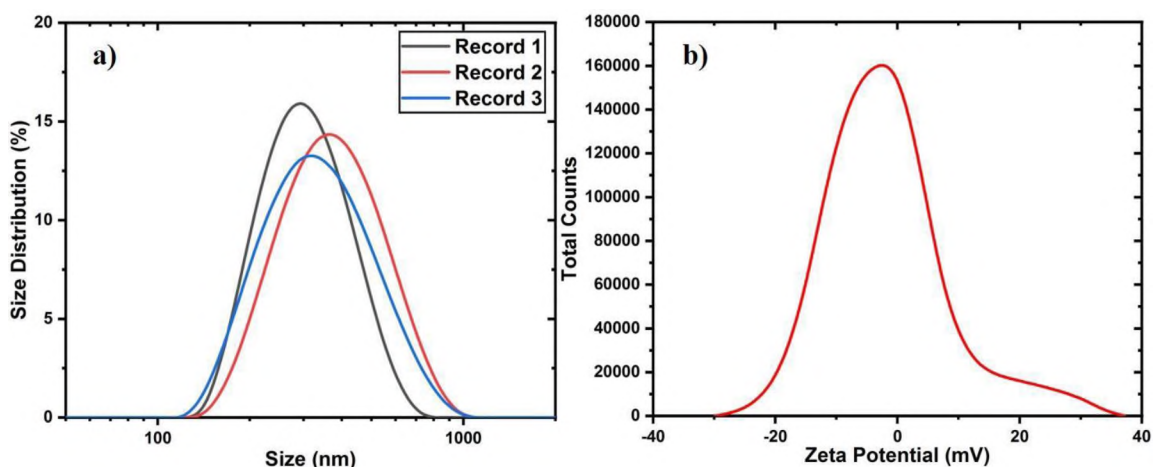 a)
Record 1
Record 2
Record 3
20
15
10
5
0
100
1000
Size Distribution (%)
Size (nm)
b)
180000
160000
140000
120000
100000
80000
60000
40000
20000
0
-40
-20
0
20
40
Total Counts
Zeta Potential (mV)